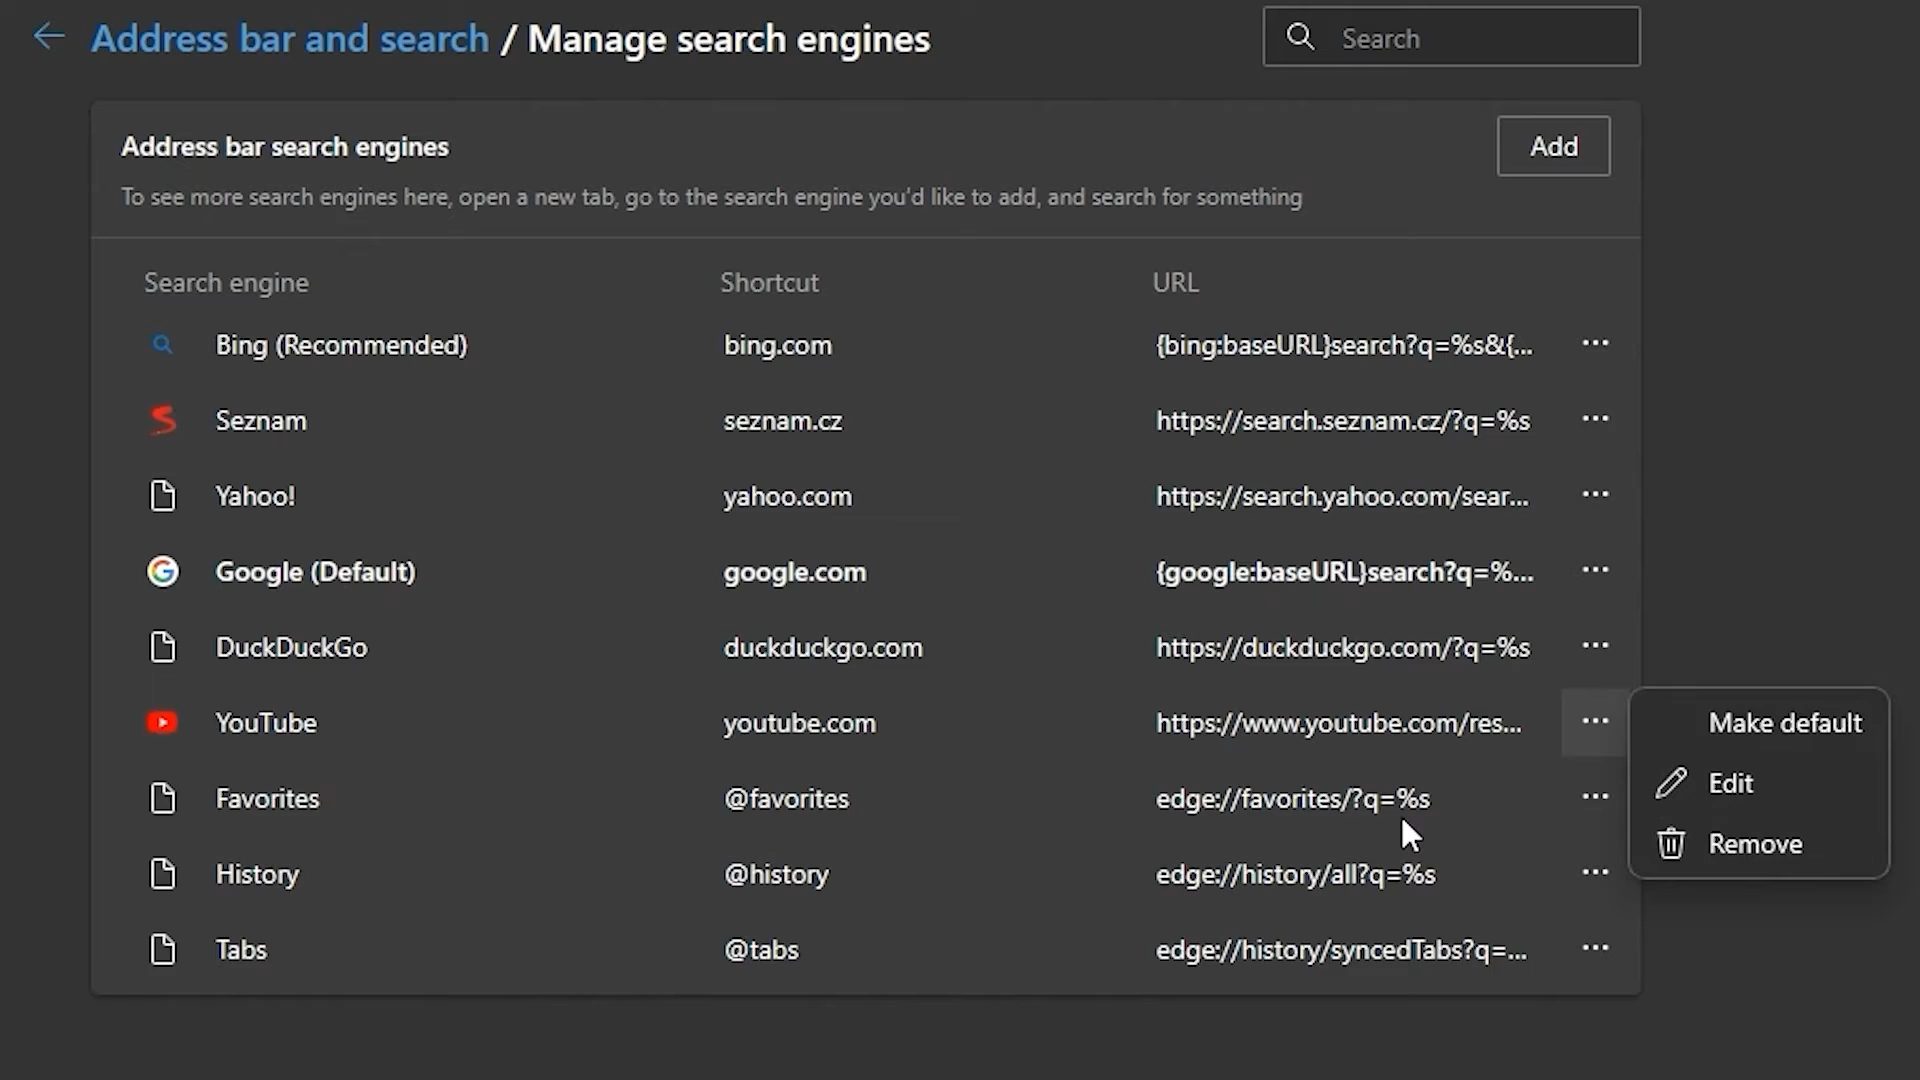 Address bar and search / Manage search engines
Search
Address bar search engines
Add
To see more search engines here, open a new tab, go to the search engine you'd like to add, and search for something
Search engine Shortcut URL
Bing (Recommended) bing.com {bing:baseURL}search?q=%s&{...
Seznam seznam.cz https://search.seznam.cz/?q=%s
Yahoo! yahoo.com https://search.yahoo.com/sear...
Google (Default) google.com {google:baseURL}search?q=%...
DuckDuckGo duckduckgo.com https://duckduckgo.com/?q=%s
YouTube youtube.com https://www.youtube.com/res...
Make default
Edit
Remove
Favorites @favorites edge://favorites/?q=%s
History @history edge://history/all?q=%s
Tabs @tabs edge://history/syncedTabs?q=...